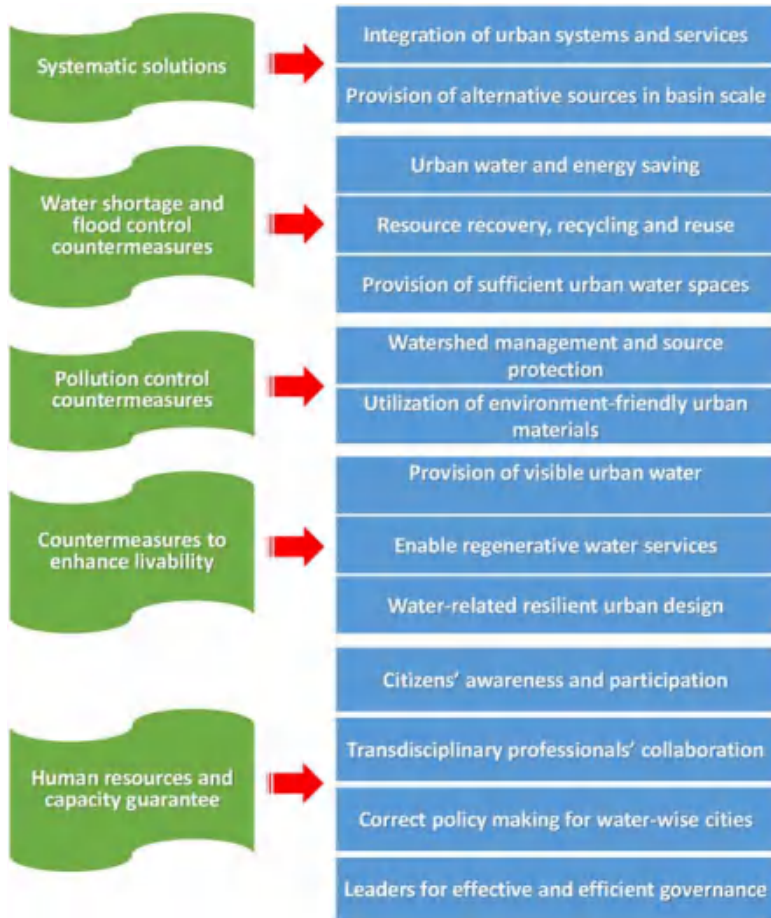 Systematic solutions
Integration of urban systems and services
Provision of alternative sources in basin scale
Water shortage and
flood control
countermeasures
Urban water and energy saving
Resource recovery, recycling and reuse
Provision of sufficient urban water spaces
Pollution control
countermeasures
Watershed management and source
protection
Utilization of environment-friendly urban
materials
Countermeasures to
enhance livability
Provision of visible urban water
Enable regenerative water services
Water-related resilient urban design
Human resources and
capacity guarantee
Citizens’ awareness and participation
Transdisciplinary professionals’ collaboration
Correct policy making for water-wise cities
Leaders for effective and efficient governance